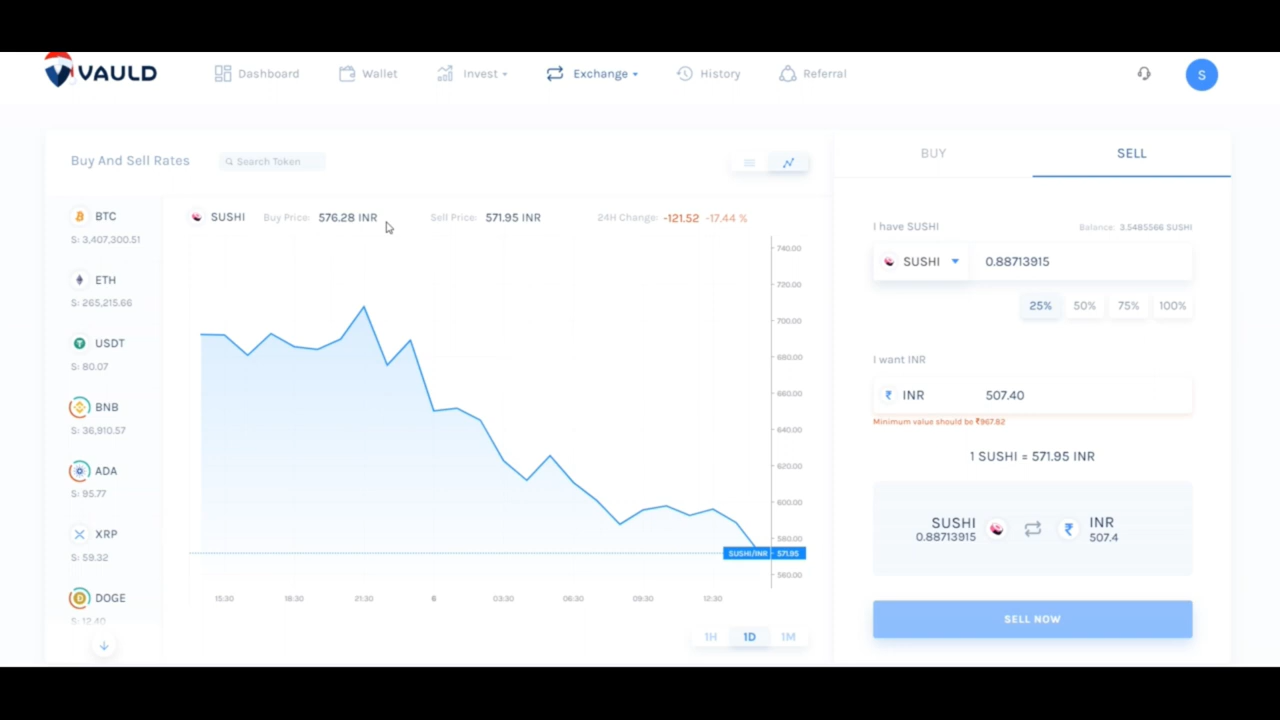 VAULD
Dashboard
Wallet
Invest
Exchange
History
Referral
S
Buy And Sell Rates
Search Token
BTC
S: 3,407,300.51
ETH
S: 265,215.66
USDT
S: 80.07
BNB
S: 36,910.57
ADA
S: 95.77
XRP
S: 59.32
DOGE
S: 12.40
SUSHI Buy Price: 576.28 INR Sell Price: 571.95 INR 24H Change: -121.52 -17.44 %
740.00
720.00
700.00
680.00
660.00
640.00
620.00
600.00
580.00
SUSHI/INR 571.95
560.00
15:30 18:30 21:30 6 03:30 06:30 09:30 12:30
1H 1D 1M
BUY SELL
I have SUSHI Balance: 3.5485566 SUSHI
SUSHI 0.88713915
25% 50% 75% 100%
I want INR
₹ INR 507.40
Minimum value should be ₹967.82
1 SUSHI = 571.95 INR
SUSHI ₹ INR
0.88713915 507.4
SELL NOW